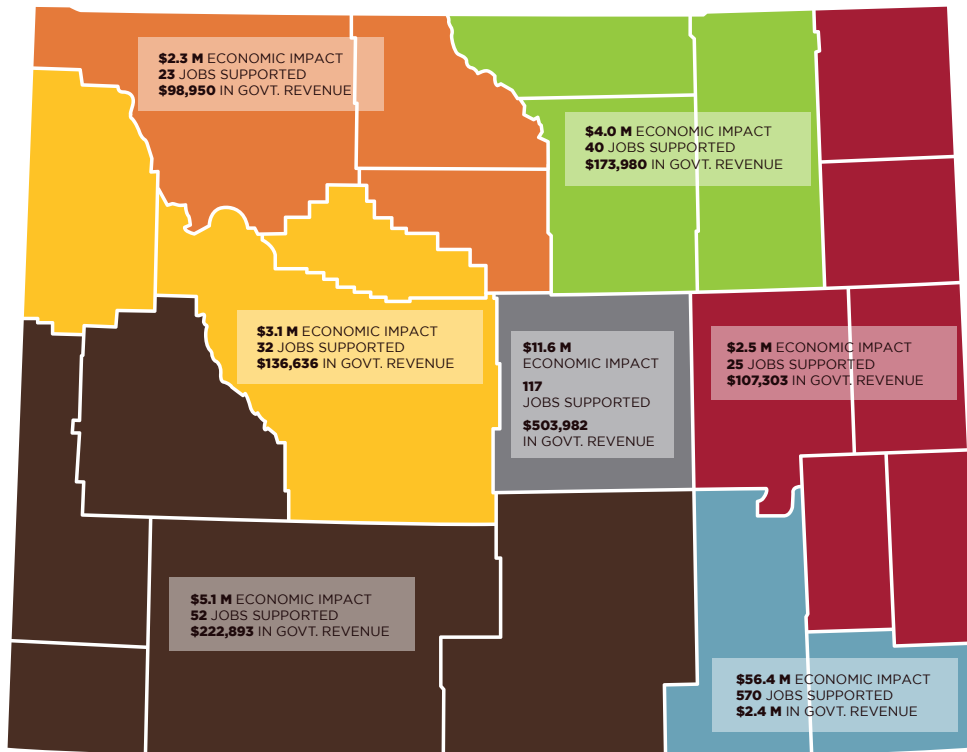 $2.3 M ECONOMIC IMPACT
23 JOBS SUPPORTED
$98,950 IN GOVT. REVENUE
$4.0 M ECONOMIC IMPACT
40 JOBS SUPPORTED
$173,980 IN GOVT. REVENUE
$3.1 M ECONOMIC IMPACT
32 JOBS SUPPORTED
$136,636 IN GOVT. REVENUE
$11.6 M
ECONOMIC IMPACT
117
JOBS SUPPORTED
$503,982
IN GOVT. REVENUE
$2.5 M ECONOMIC IMPACT
25 JOBS SUPPORTED
$107,303 IN GOVT. REVENUE
$5.1 M ECONOMIC IMPACT
52 JOBS SUPPORTED
$222,893 IN GOVT. REVENUE
$56.4 M ECONOMIC IMPACT
570 JOBS SUPPORTED
$2.4 M IN GOVT. REVENUE